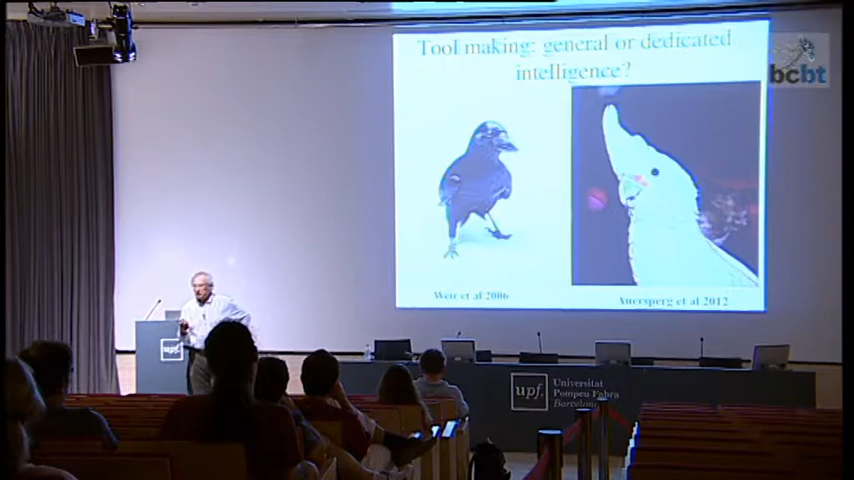 Tool making: general or dedicated
intelligence?
bcbt
Weir et al 2006
Auersperg et al 2012
upf.
upf.
Universitat
Pompeu Fabra
Barcelona